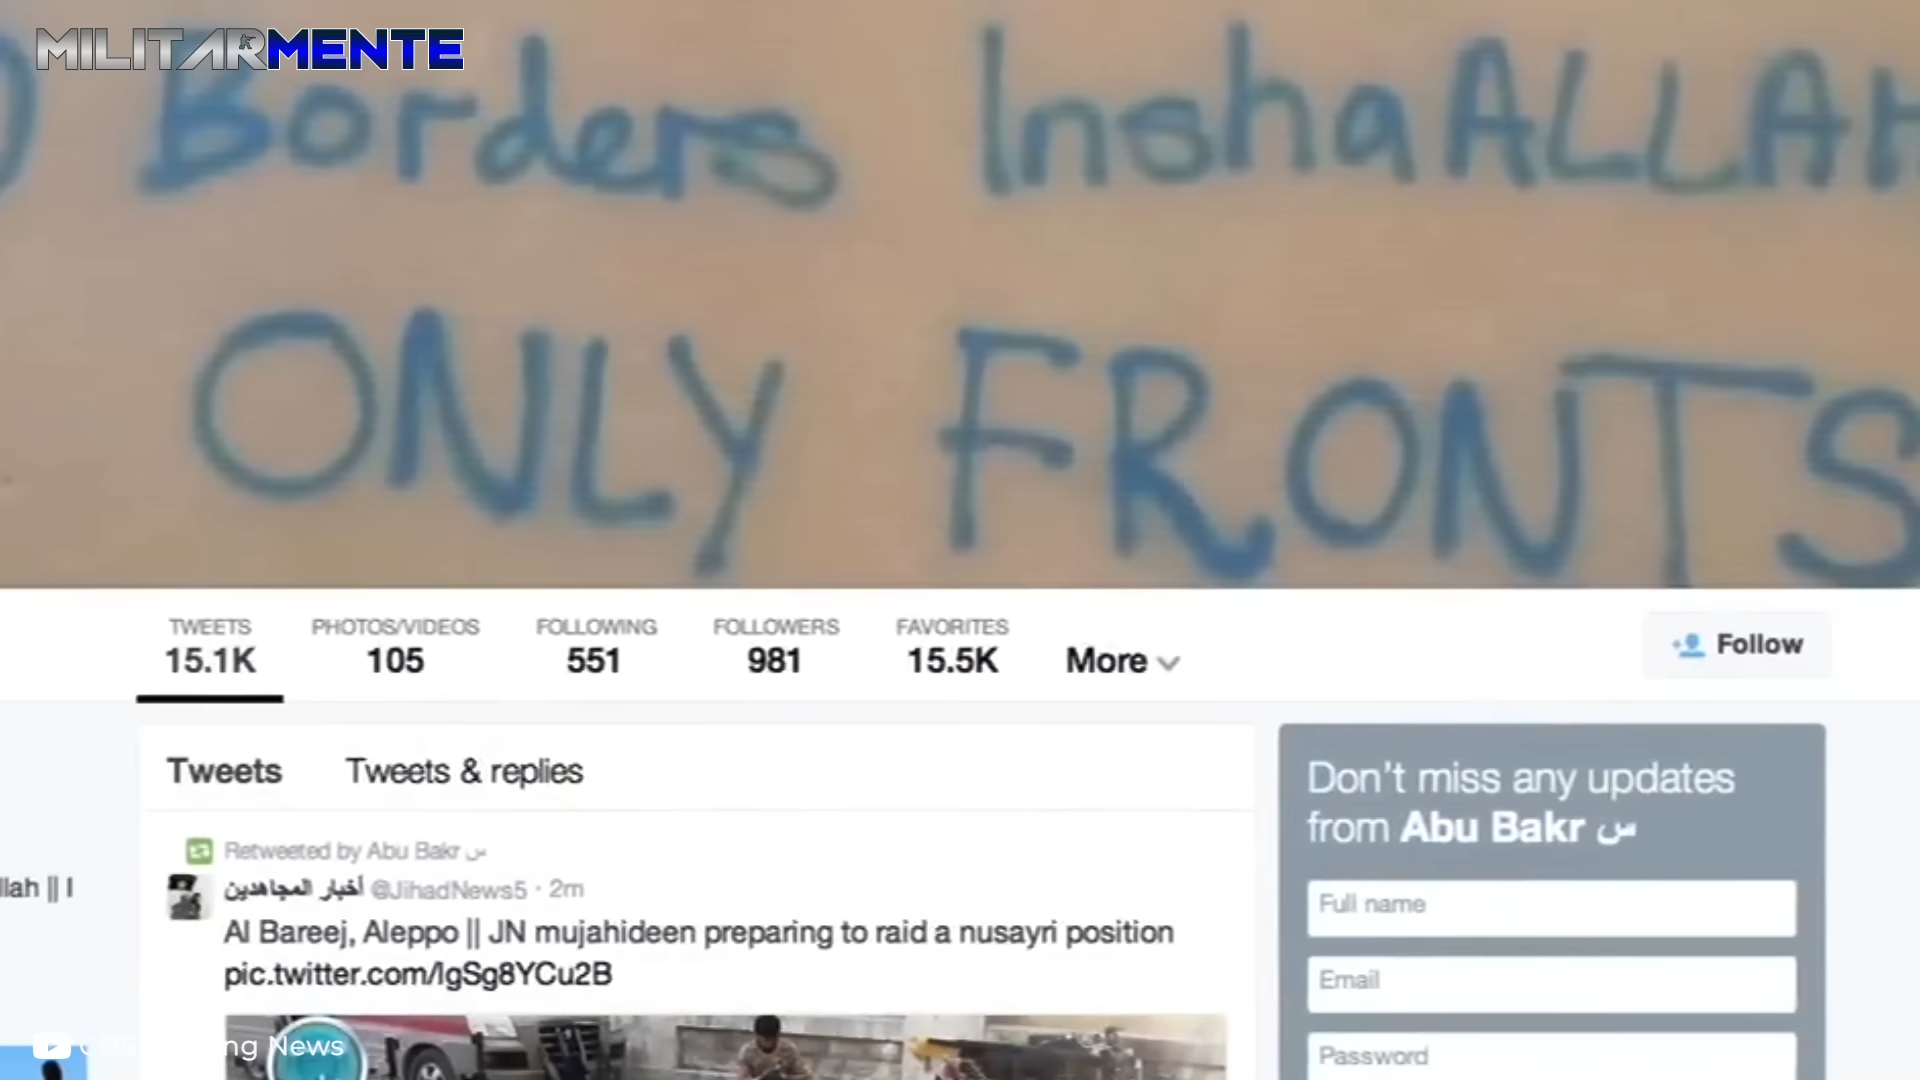 MILITARMENTE
Borders InshaALLAH
ONLY FRONTS
TWEETS PHOTOS/VIDEOS FOLLOWING FOLLOWERS FAVORITES
15.1K 105 551 981 15.5K More
Follow
Tweets Tweets & replies
Retweeted by Abu Bakr س
أخبار المجاهدين @JihadNews5 · 2m
Al Bareej, Aleppo || JN mujahideen preparing to raid a nusayri position
pic.twitter.com/lgSg8YCu2B
Don't miss any updates
from Abu Bakr س
Full name
Email
Password
llah || I
News